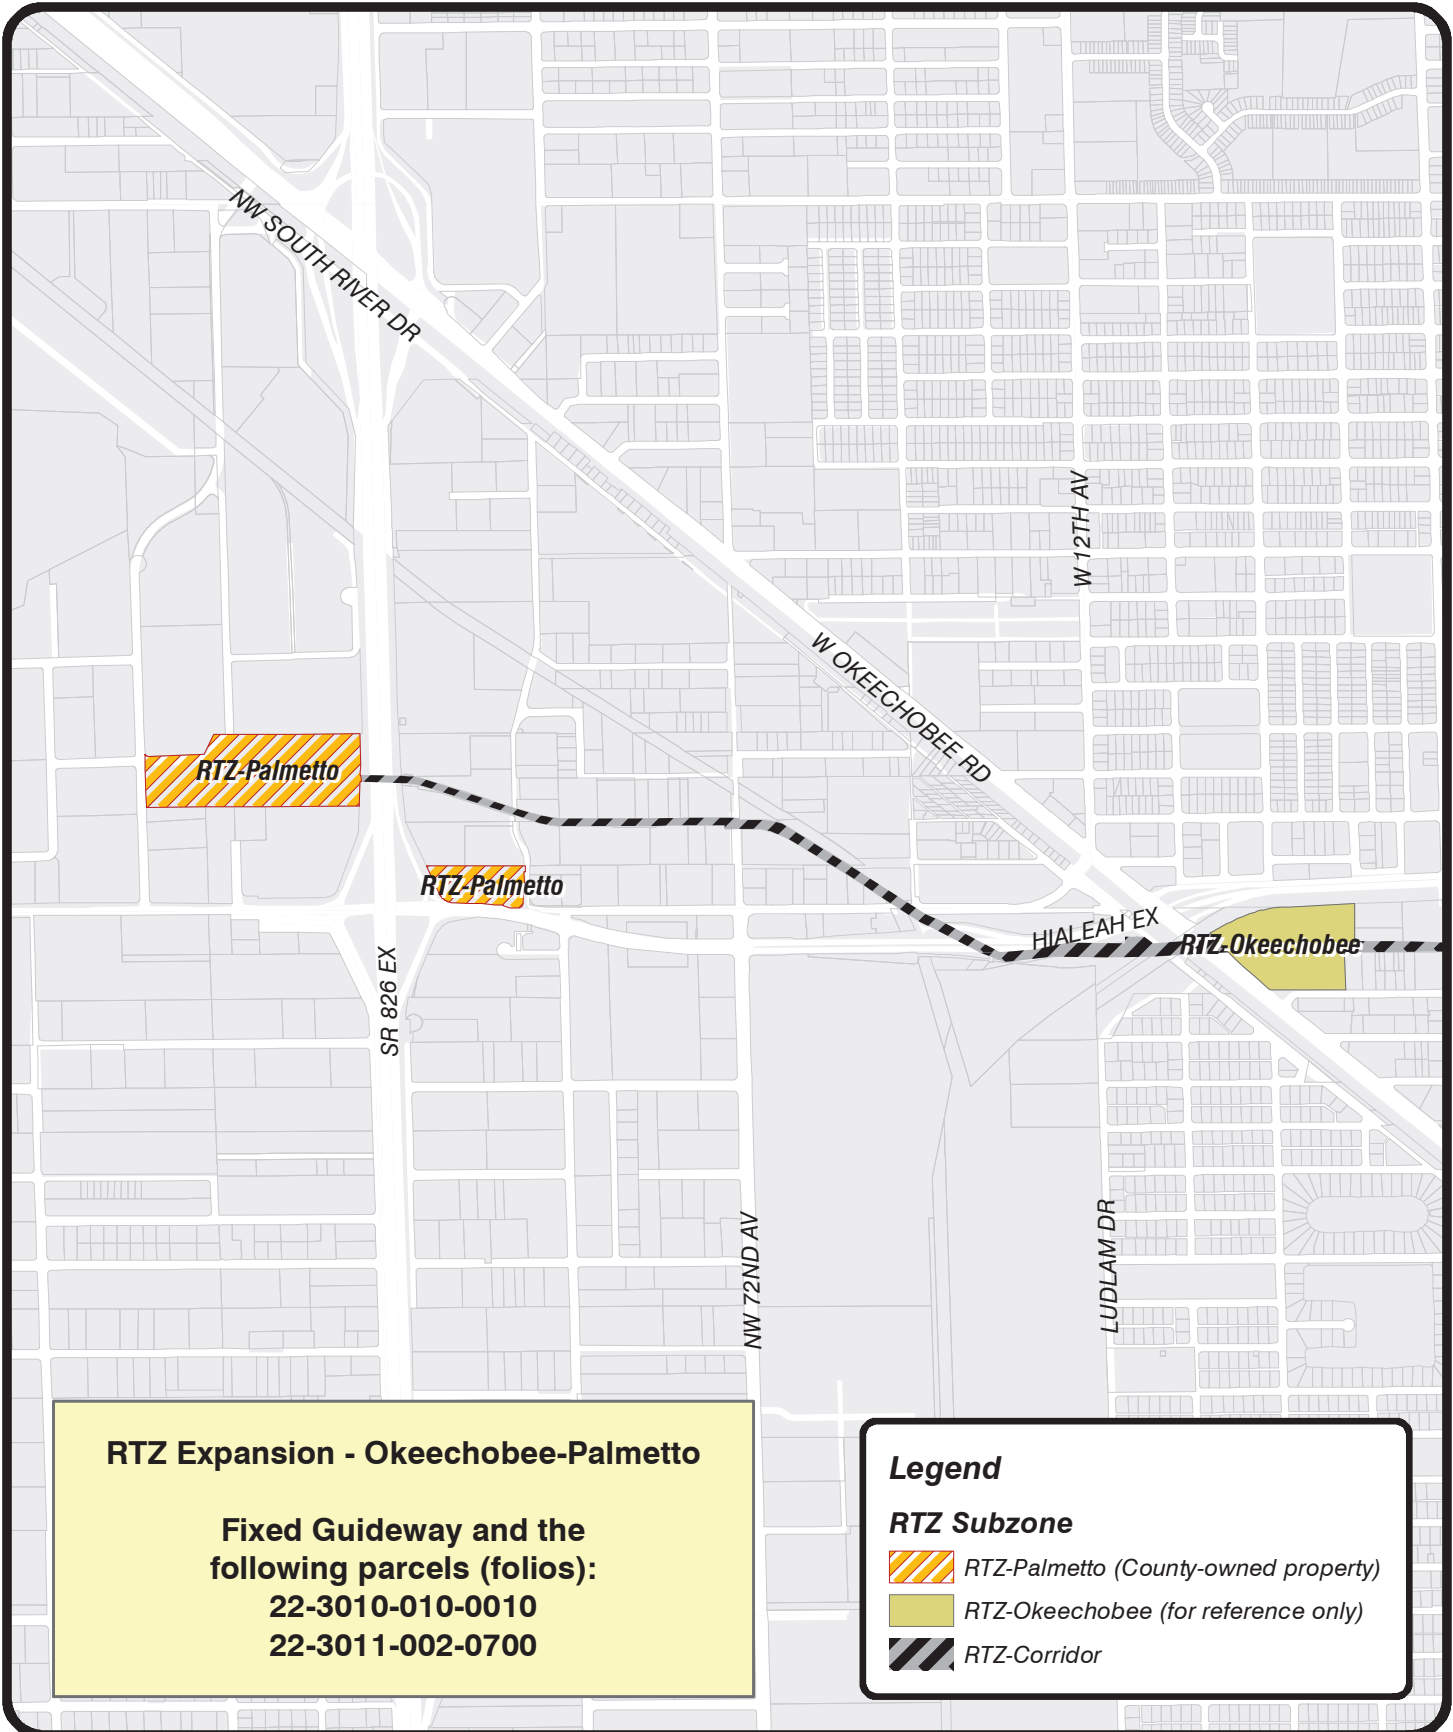 NW SOUTH RIVER DR
W 12TH AV
W OKEECHOBEE RD
RTZ-Palmetto
RTZ-Palmetto
HIALEAH EX
RTZ-Okeechobee
SR 826 EX
NW 72ND AV
LUDLAM DR
RTZ Expansion - Okeechobee-Palmetto
Fixed Guideway and the
following parcels (folios):
22-3010-010-0010
22-3011-002-0700
Legend
RTZ Subzone
RTZ-Palmetto (County-owned property)
RTZ-Okeechobee (for reference only)
RTZ-Corridor